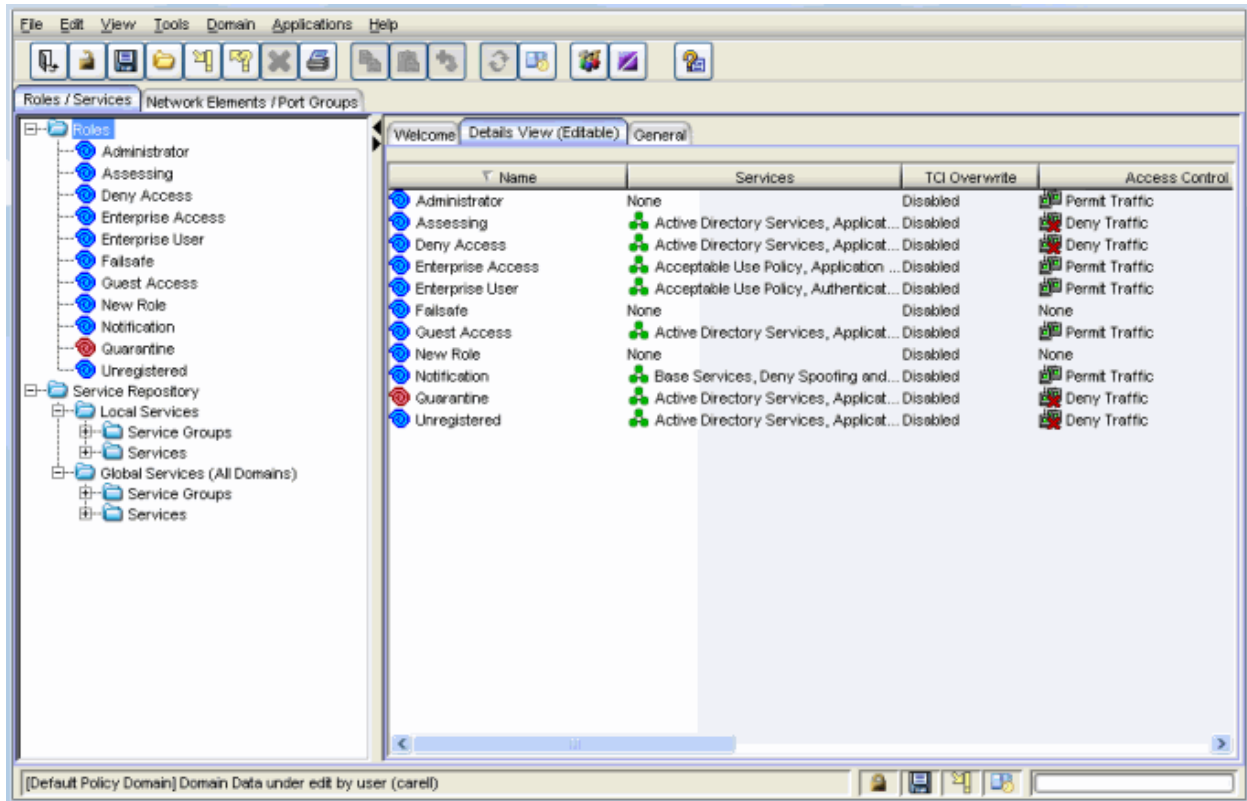 File Edit View Tools Domain Applications Help
Roles / Services Network Elements / Port Groups
Roles
Administrator
Assessing
Deny Access
Enterprise Access
Enterprise User
Failsafe
Guest Access
New Role
Notification
Quarantine
Unregistered
Service Repository
Local Services
Service Groups
Services
Global Services (All Domains)
Service Groups
Services
Welcome Details View (Editable) General
Name Services TCI Overwrite Access Control
Administrator None Disabled Permit Traffic
Assessing Active Directory Services, Applicat... Disabled Deny Traffic
Deny Access Active Directory Services, Applicat... Disabled Deny Traffic
Enterprise Access Acceptable Use Policy, Application ... Disabled Permit Traffic
Enterprise User Acceptable Use Policy, Authenticat... Disabled Permit Traffic
Failsafe None Disabled None
Guest Access Active Directory Services, Applicat... Disabled Permit Traffic
New Role None Disabled None
Notification Base Services, Deny Spoofing and... Disabled Permit Traffic
Quarantine Active Directory Services, Applicat... Disabled Deny Traffic
Unregistered Active Directory Services, Applicat... Disabled Deny Traffic
[Default Policy Domain] Domain Data under edit by user (carell)